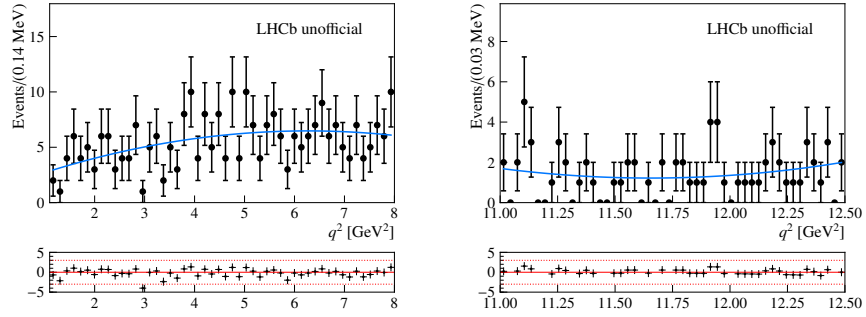 LHCb unofficial
Events/(0.14 MeV)
15
10
5
0
2 3 4 5 6 7 8
q² [GeV²]
5
0
−5
2 3 4 5 6 7 8
LHCb unofficial
Events/(0.03 MeV)
8
6
4
2
0
11.00 11.25 11.50 11.75 12.00 12.25 12.50
q² [GeV²]
5
0
−5
11.00 11.25 11.50 11.75 12.00 12.25 12.50